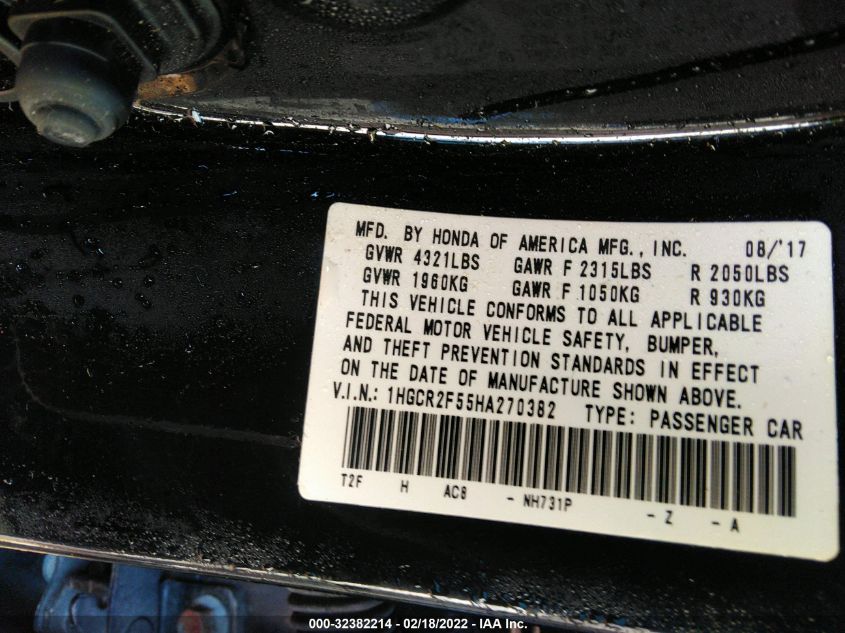 MFD. BY HONDA OF AMERICA MFG., INC. 08/'17
GVWR 4321LBS GAWR F 2315LBS R 2050LBS
GVWR 1960KG GAWR F 1050KG R 930KG
THIS VEHICLE CONFORMS TO ALL APPLICABLE
FEDERAL MOTOR VEHICLE SAFETY, BUMPER,
AND THEFT PREVENTION STANDARDS IN EFFECT
ON THE DATE OF MANUFACTURE SHOWN ABOVE.
V.I.N.: 1HGCR2F55HA270382 TYPE: PASSENGER CAR
T2F H AC8 - NH731P - Z - A
000-32382214 - 02/18/2022 - IAA Inc.